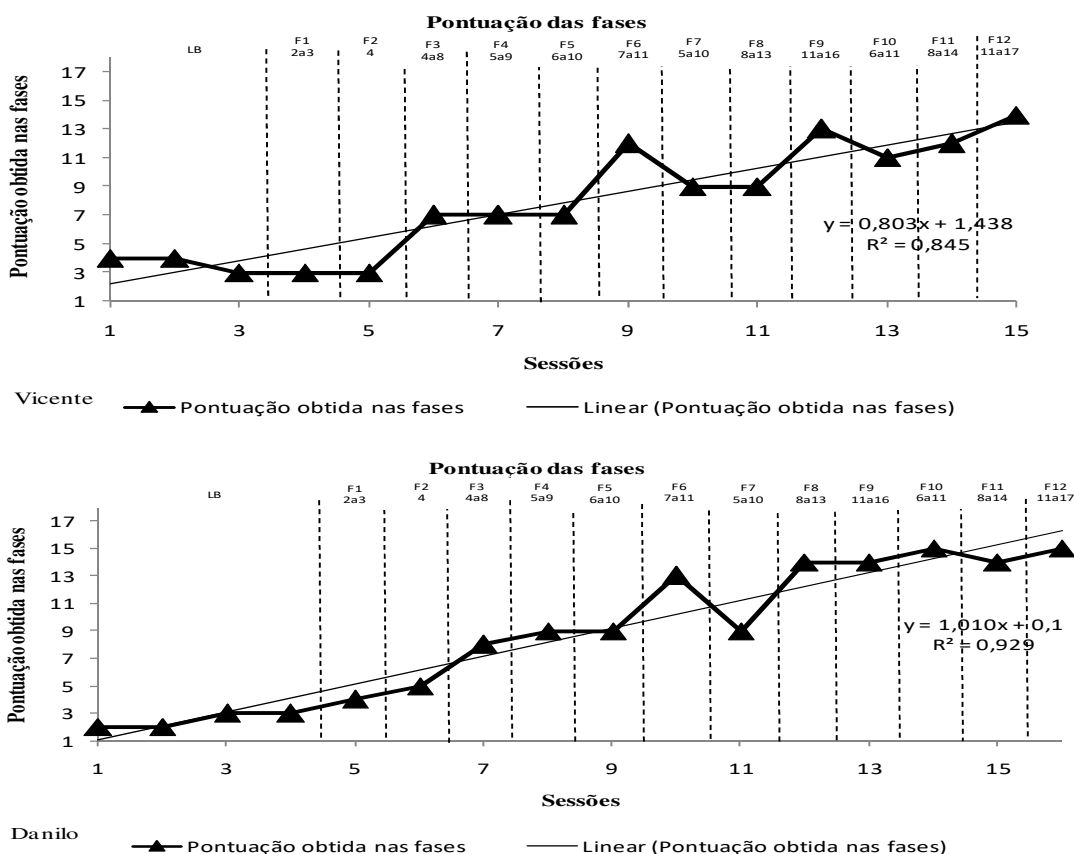 Pontuação das fases
LB F1 F2 F3 F4 F5 F6 F7 F8 F9 F10 F11 F12
2a3 4 4a8 5a9 6a10 7a11 5a10 8a13 11a16 6a11 8a14 11a17
Pontuação obtida nas fases
17
15
13
11
9
7
5
3
1
y = 0,803x + 1,438
R² = 0,845
1 3 5 7 9 11 13 15
Sessões
Vicente
Pontuação obtida nas fases Linear (Pontuação obtida nas fases)
Pontuação das fases
LB F1 F2 F3 F4 F5 F6 F7 F8 F9 F10 F11 F12
2a3 4 4a8 5a9 6a10 7a11 5a10 8a13 11a16 6a11 8a14 11a17
Pontuação obtida nas fases
17
15
13
11
9
7
5
3
1
y = 1,010x + 0,1
R² = 0,929
1 3 5 7 9 11 13 15
Sessões
Danilo
Pontuação obtida nas fases Linear (Pontuação obtida nas fases)